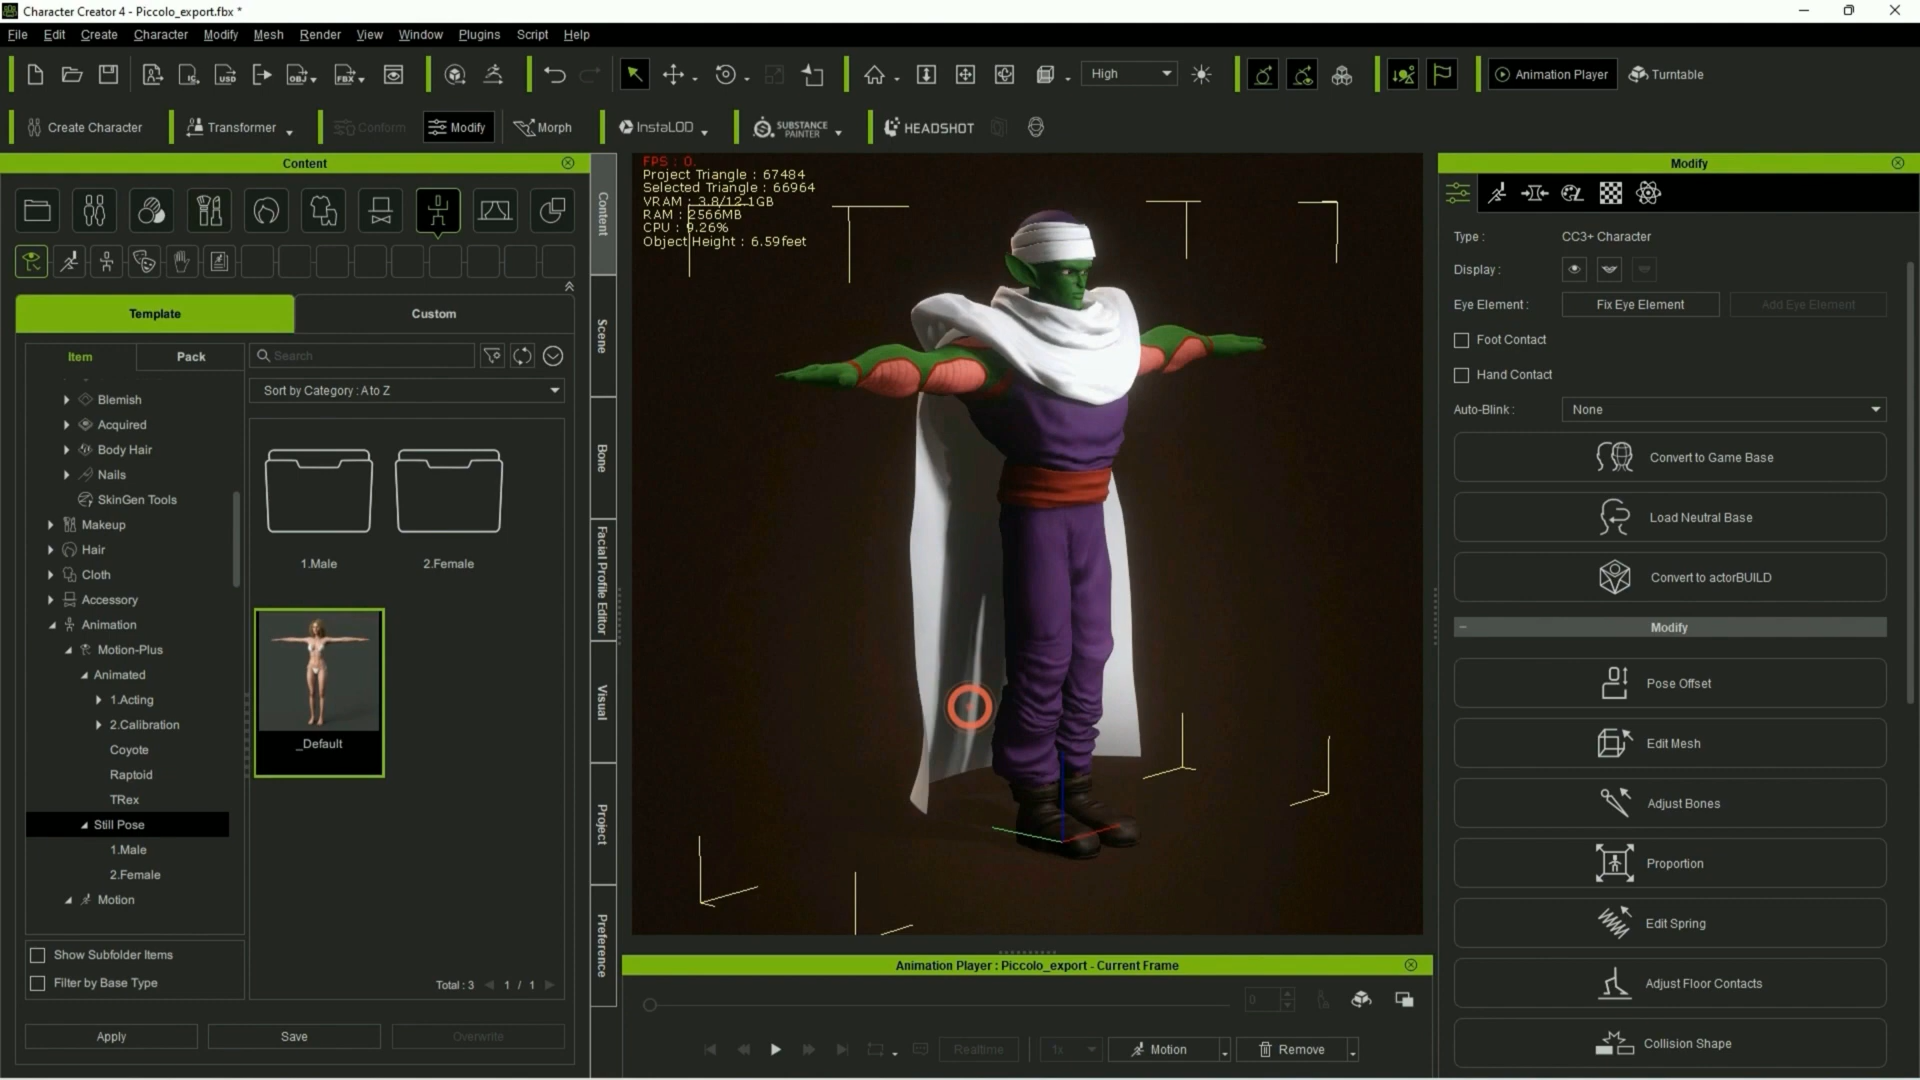 Character Creator 4 - Piccolo_export.fbx *
File Edit Create Character Modify Mesh Render View Window Plugins Script Help
High
Animation Player
Turntable
Create Character
Transformer
Conform
Modify
Morph
InstaLOD
SUBSTANCE PAINTER
HEADSHOT
Content
Template
Custom
Item
Pack
Search
Sort by Category : A to Z
Blemish
Acquired
Body Hair
Nails
SkinGen Tools
Makeup
Hair
Cloth
Accessory
Animation
Motion-Plus
Animated
1.Acting
2.Calibration
Coyote
Raptoid
TRex
Still Pose
1.Male
2.Female
Motion
1.Male
2.Female
_Default
Show Subfolder Items
Filter by Base Type
Total : 3
1 / 1
Apply
Save
Overwrite
Content
Scene
Bone
Facial Profile Editor
Visual
Project
Preference
FPS : 0.
Project Triangle : 67484
Selected Triangle : 66964
VRAM : 3.8/12.1GB
RAM : 2566MB
CPU : 9.26%
Object Height : 6.59feet
Animation Player : Piccolo_export - Current Frame
0
Realtime
1x
Motion
Remove
Modify
Type :
CC3+ Character
Display :
Eye Element :
Fix Eye Element
Add Eye Element
Foot Contact
Hand Contact
Auto-Blink :
None
Convert to Game Base
Load Neutral Base
Convert to actorBUILD
Modify
Pose Offset
Edit Mesh
Adjust Bones
Proportion
Edit Spring
Adjust Floor Contacts
Collision Shape